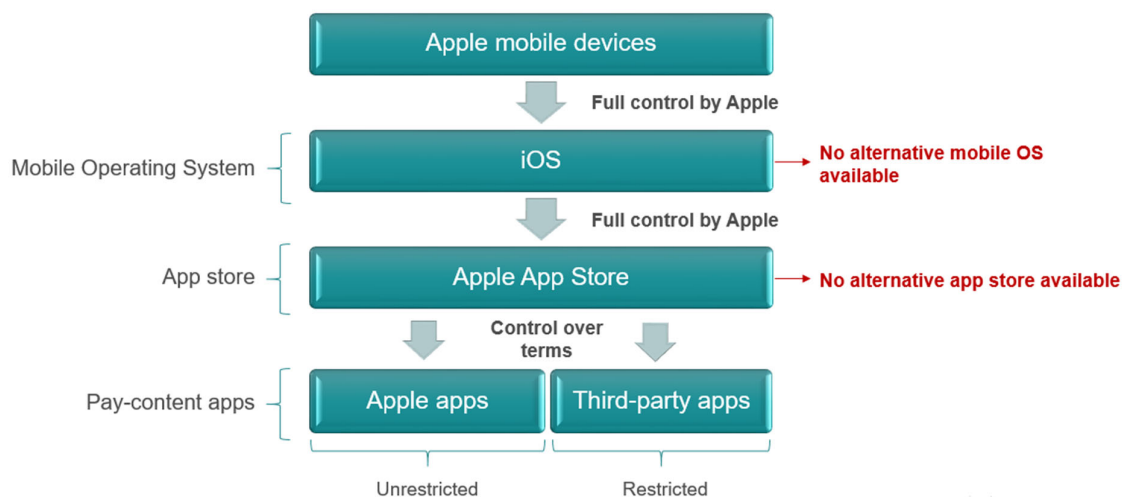 Apple mobile devices
Full control by Apple
Mobile Operating System
iOS
No alternative mobile OS
available
Full control by Apple
App store
Apple App Store
No alternative app store available
Control over
terms
Pay-content apps
Apple apps
Third-party apps
Unrestricted
Restricted